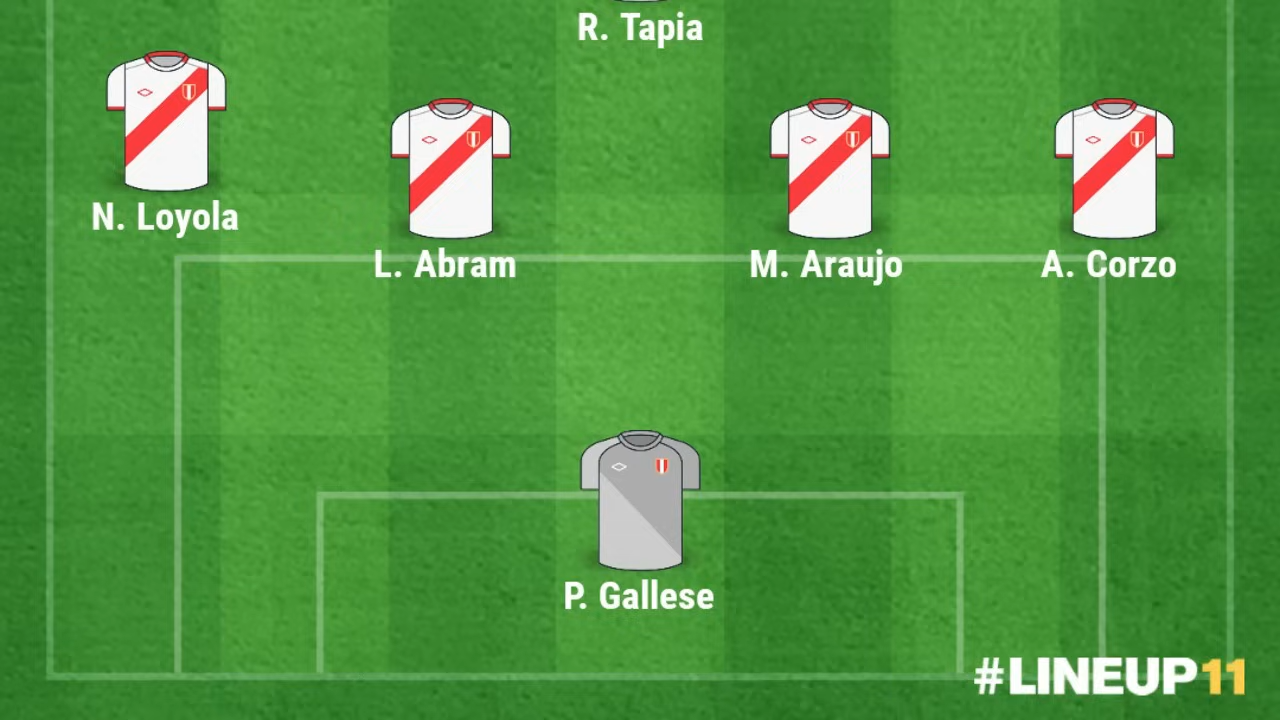 R. Tapia
N. Loyola
L. Abram
M. Araujo
A. Corzo
P. Gallese
#LINEUP11